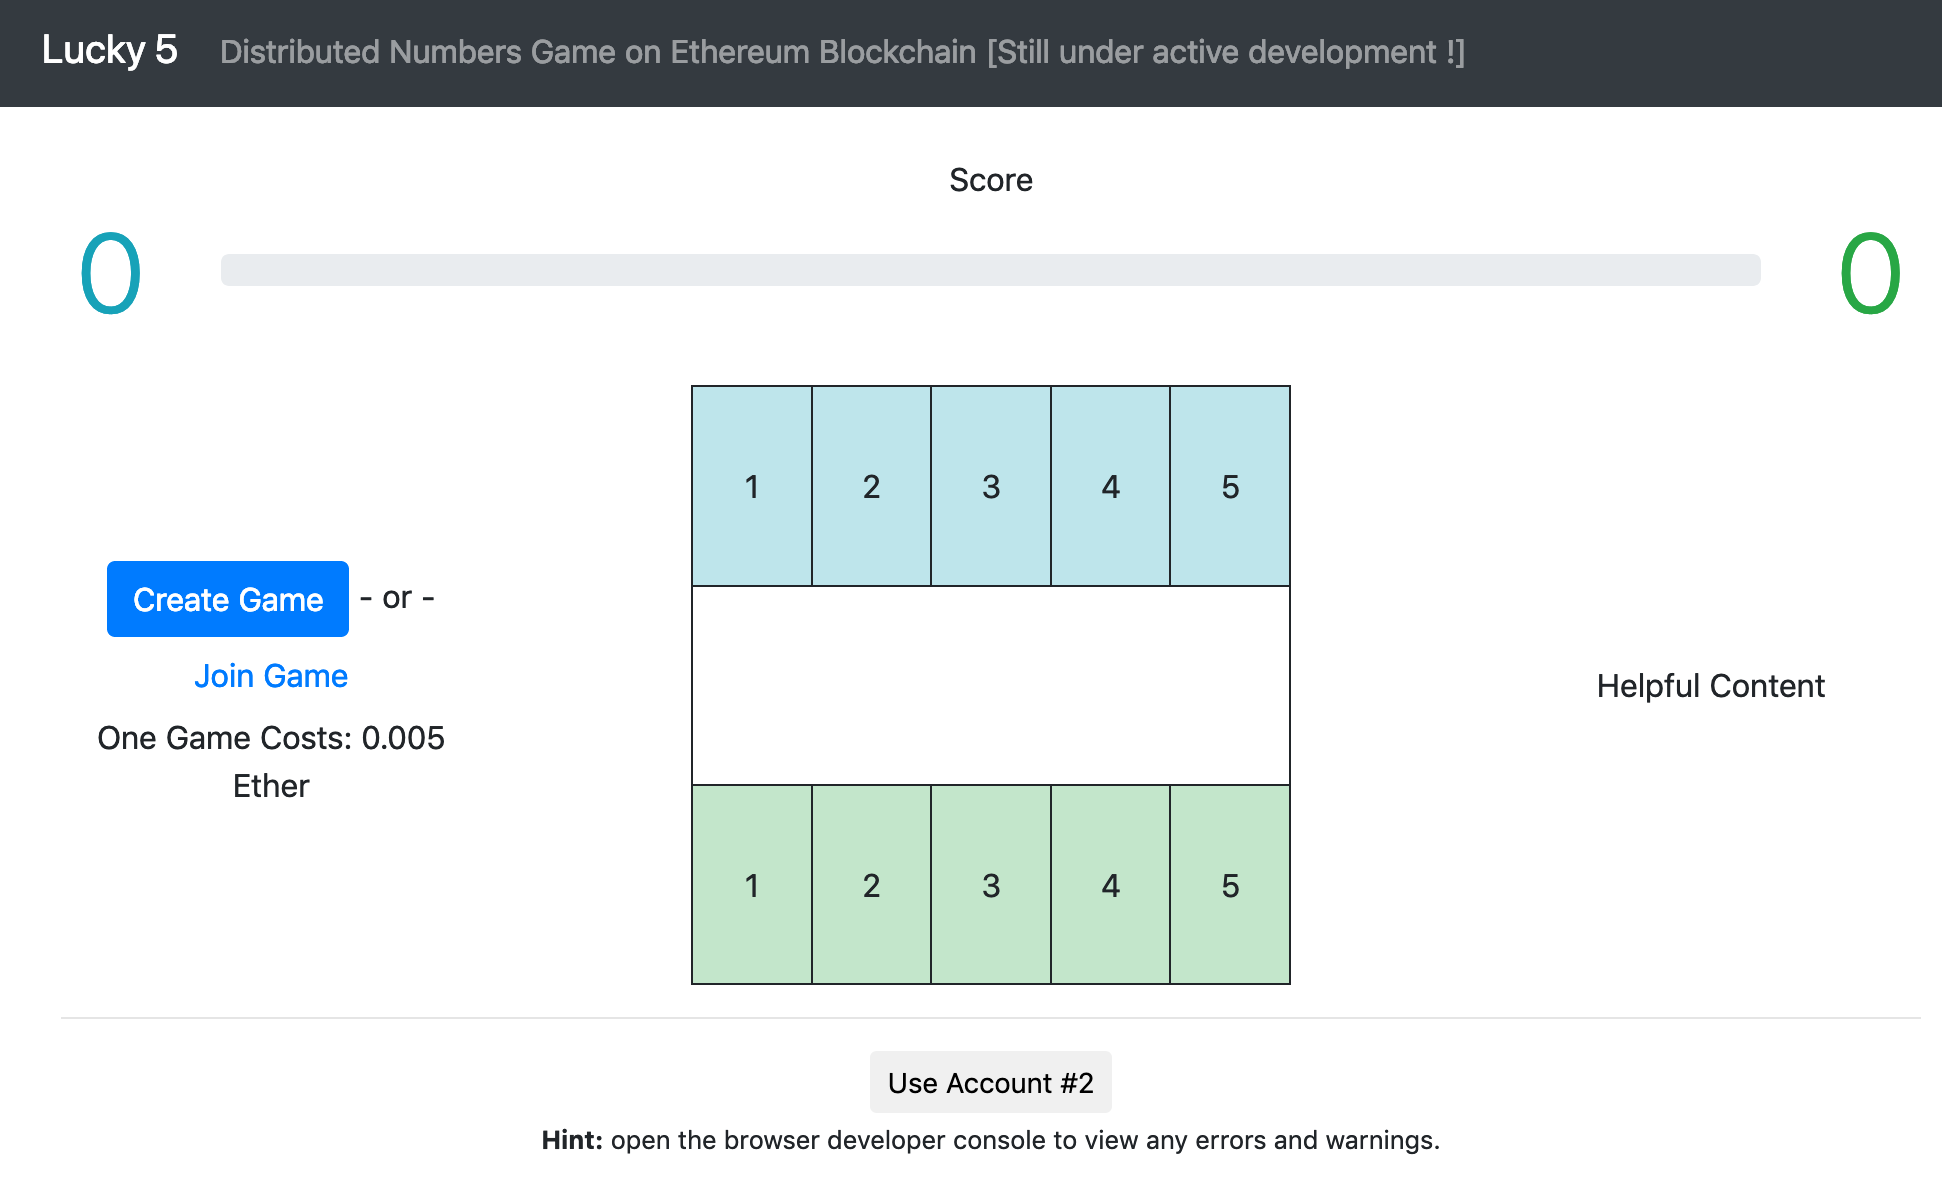 Lucky 5 Distributed Numbers Game on Ethereum Blockchain [Still under active development !]
Score
0 0
1 2 3 4 5
Create Game - or -
Join Game
One Game Costs: 0.005
Ether
Helpful Content
1 2 3 4 5
Use Account #2
Hint: open the browser developer console to view any errors and warnings.